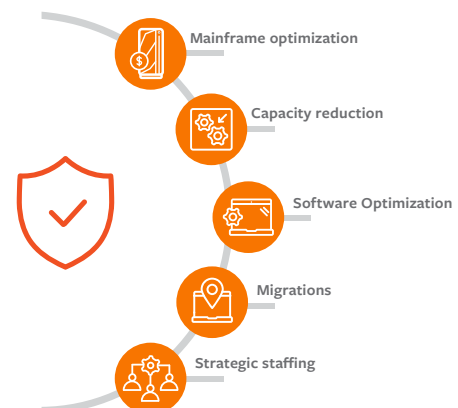 Mainframe optimization
$
Capacity reduction
Software Optimization
Migrations
Strategic staffing